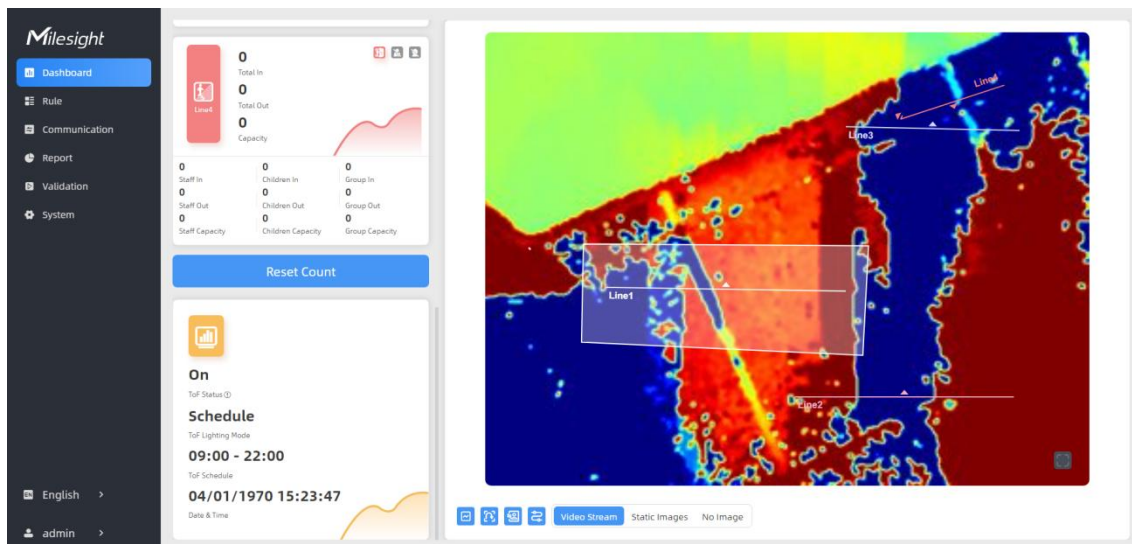 Milesight
Dashboard
Rule
Communication
Report
Validation
System
English >
admin >
Line4
0
Total In
0
Total Out
0
Capacity
0 0 0
Staff In Children In Group In
0 0 0
Staff Out Children Out Group Out
0 0 0
Staff Capacity Children Capacity Group Capacity
Reset Count
On
ToF Status
Schedule
ToF Lighting Mode
09:00 - 22:00
ToF Schedule
04/01/1970 15:23:47
Date & Time
Line4
Line3
Line1
Line2
Video Stream Static Images No Image